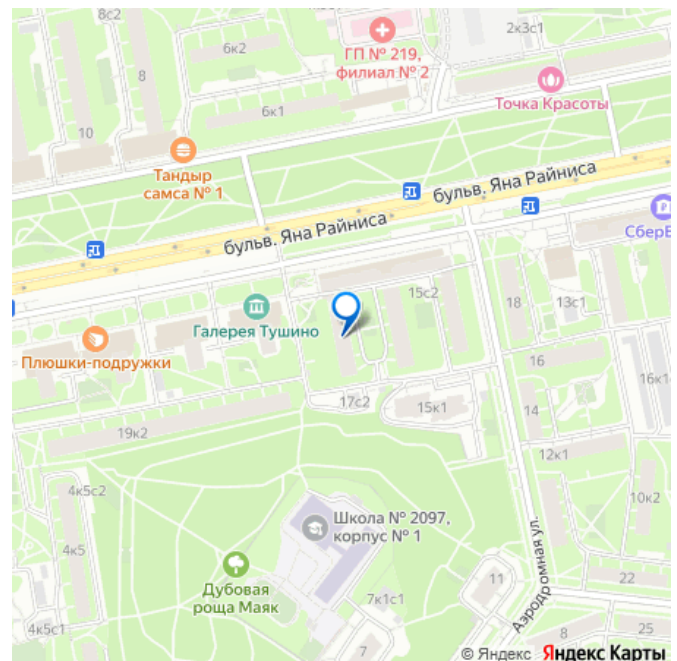 8с2
6к2
ГП № 219,
филиал № 2
2к3с1
8
Точка Красоты
6к1
10
Тандыр
самса № 1
бульв. Яна Райниса
бульв. Яна Райниса
СберБ
15с2
18
13с1
Галерея Тушино
Плюшки-подружки
16
16к1
17с2
15к1
14
19к2
12к1
4к5с2
10к2
Школа № 2097,
корпус № 1
4к5
Аэродромная ул.
Дубовая
роща Маяк
11
22
7к1с1
4к5с1
8
25
7
© Яндекс Яндекс Карты